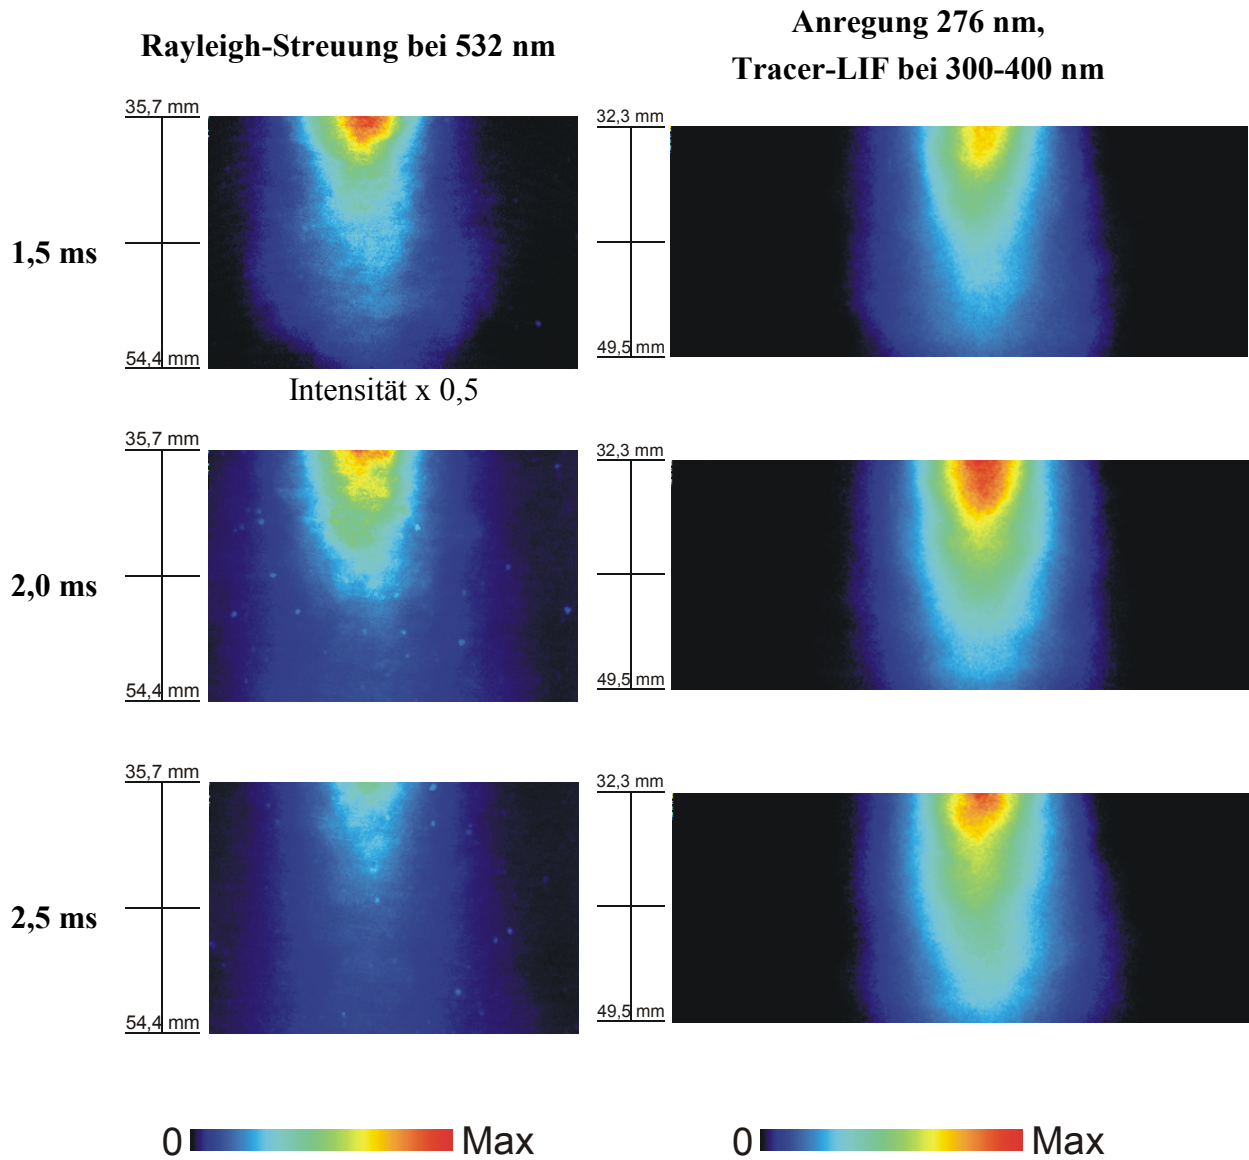 Rayleigh-Streuung bei 532 nm
Anregung 276 nm,
Tracer-LIF bei 300-400 nm
1,5 ms
35,7 mm
54,4 mm
32,3 mm
49,5 mm
Intensität x 0,5
2,0 ms
35,7 mm
54,4 mm
32,3 mm
49,5 mm
2,5 ms
35,7 mm
54,4 mm
32,3 mm
49,5 mm
0 Max
0 Max